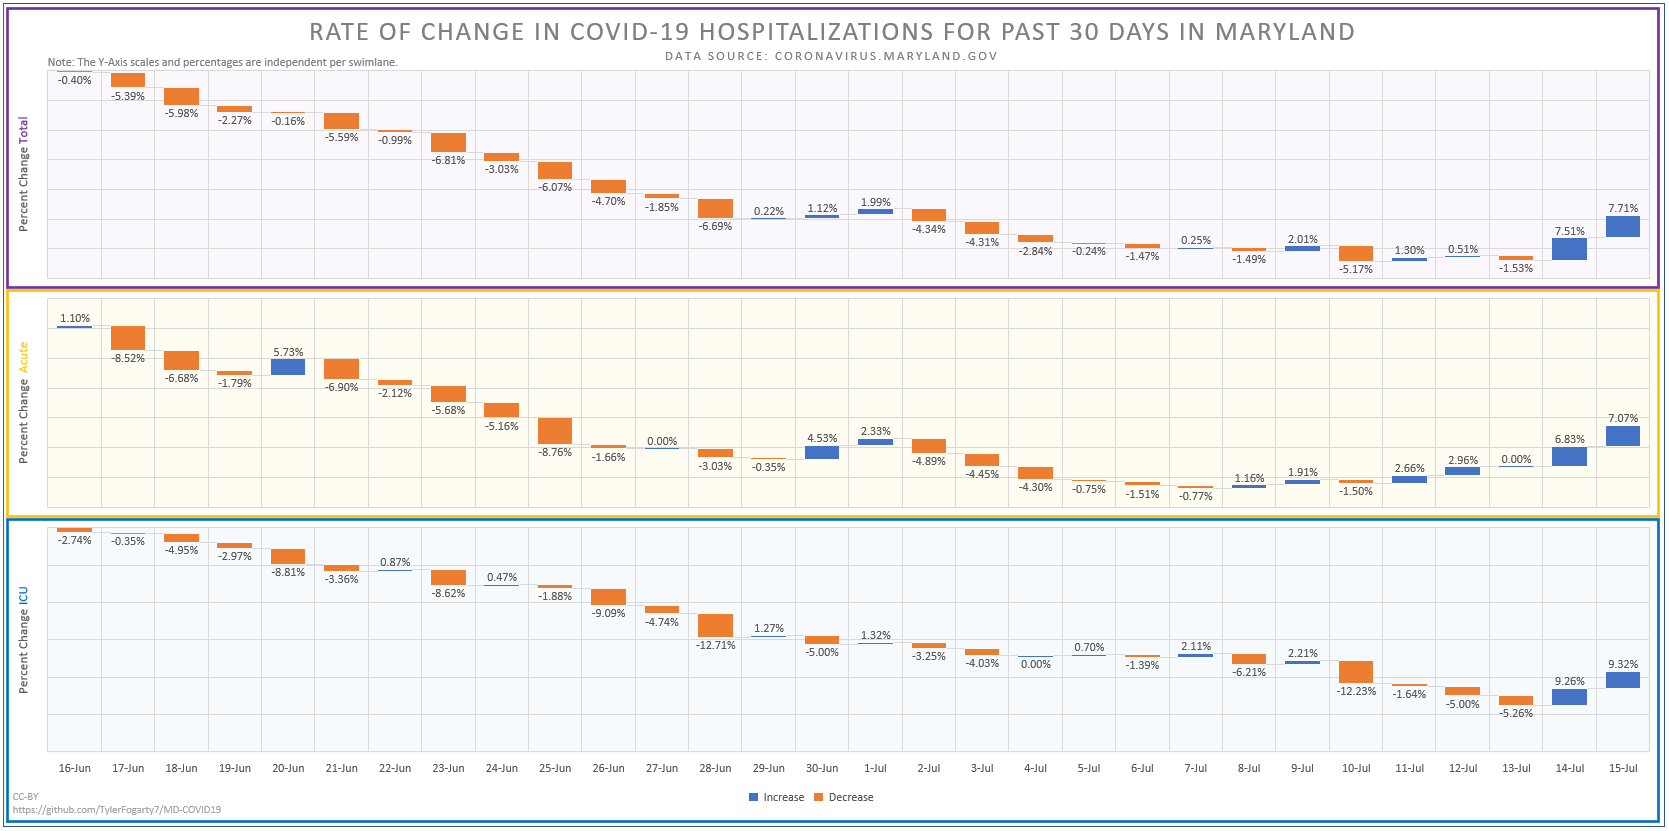 RATE OF CHANGE IN COVID-19 HOSPITALIZATIONS FOR PAST 30 DAYS IN MARYLAND
DATA SOURCE: CORONAVIRUS.MARYLAND.GOV
Note: The Y-Axis scales and percentages are independent per swimlane.
Percent Change Total
-0.40% -5.39% -5.98% -2.27% -0.16% -5.59% -0.99% -6.81% -3.03% -6.07% -4.70% -1.85% -6.69% 0.22% 1.12% 1.99% -4.34% -4.31% -2.84% -0.24% -1.47% 0.25% -1.49% 2.01% -5.17% 1.30% 0.51% -1.53% 7.51% 7.71%
Percent Change Acute
1.10% -8.52% -6.68% -1.79% 5.73% -6.90% -2.12% -5.68% -5.16% -8.76% -1.66% 0.00% -3.03% -0.35% 4.53% 2.33% -4.89% -4.45% -4.30% -0.75% -1.51% -0.77% 1.16% 1.91% -1.50% 2.66% 2.96% 0.00% 6.83% 7.07%
Percent Change ICU
-2.74% -0.35% -4.95% -2.97% -8.81% -3.36% 0.87% -8.62% 0.47% -1.88% -9.09% -4.74% -12.71% 1.27% -5.00% 1.32% -3.25% -4.03% 0.00% 0.70% -1.39% 2.11% -6.21% 2.21% -12.23% -1.64% -5.00% -5.26% 9.26% 9.32%
16-Jun 17-Jun 18-Jun 19-Jun 20-Jun 21-Jun 22-Jun 23-Jun 24-Jun 25-Jun 26-Jun 27-Jun 28-Jun 29-Jun 30-Jun 1-Jul 2-Jul 3-Jul 4-Jul 5-Jul 6-Jul 7-Jul 8-Jul 9-Jul 10-Jul 11-Jul 12-Jul 13-Jul 14-Jul 15-Jul
Increase Decrease
CC-BY
https://github.com/TylerFogarty7/MD-COVID19